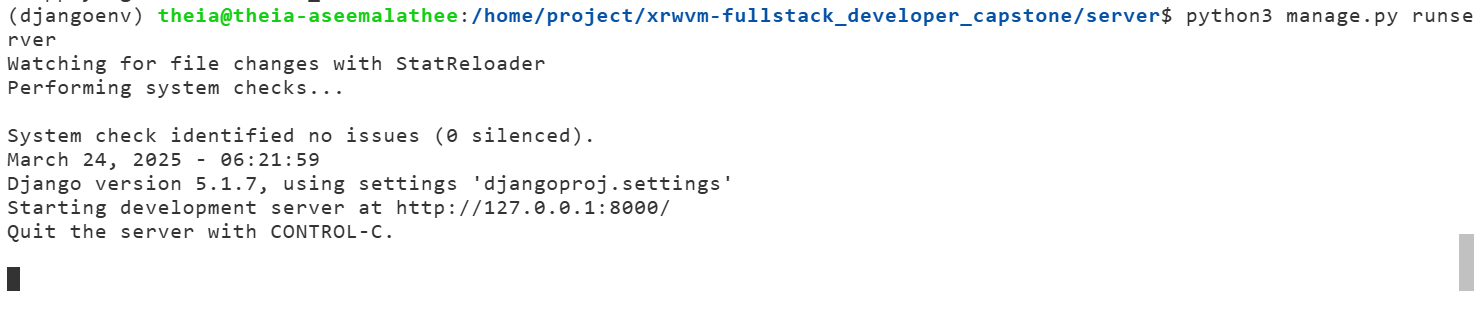 (djangoenv) theia@theia-aseemalathee:/home/project/xrwvm-fullstack_developer_capstone/server$ python3 manage.py runse
rver
Watching for file changes with StatReloader
Performing system checks...
System check identified no issues (0 silenced).
March 24, 2025 - 06:21:59
Django version 5.1.7, using settings 'djangoproj.settings'
Starting development server at http://127.0.0.1:8000/
Quit the server with CONTROL-C.